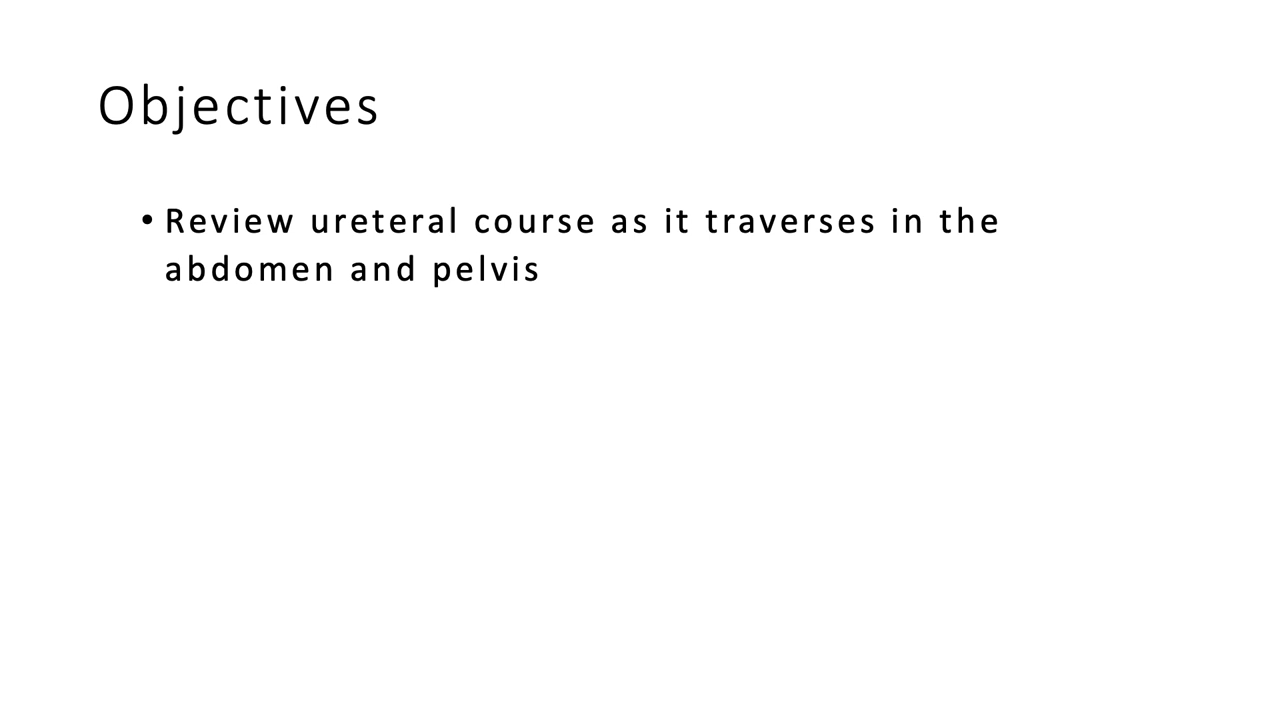 Objectives
• Review ureteral course as it traverses in the
abdomen and pelvis